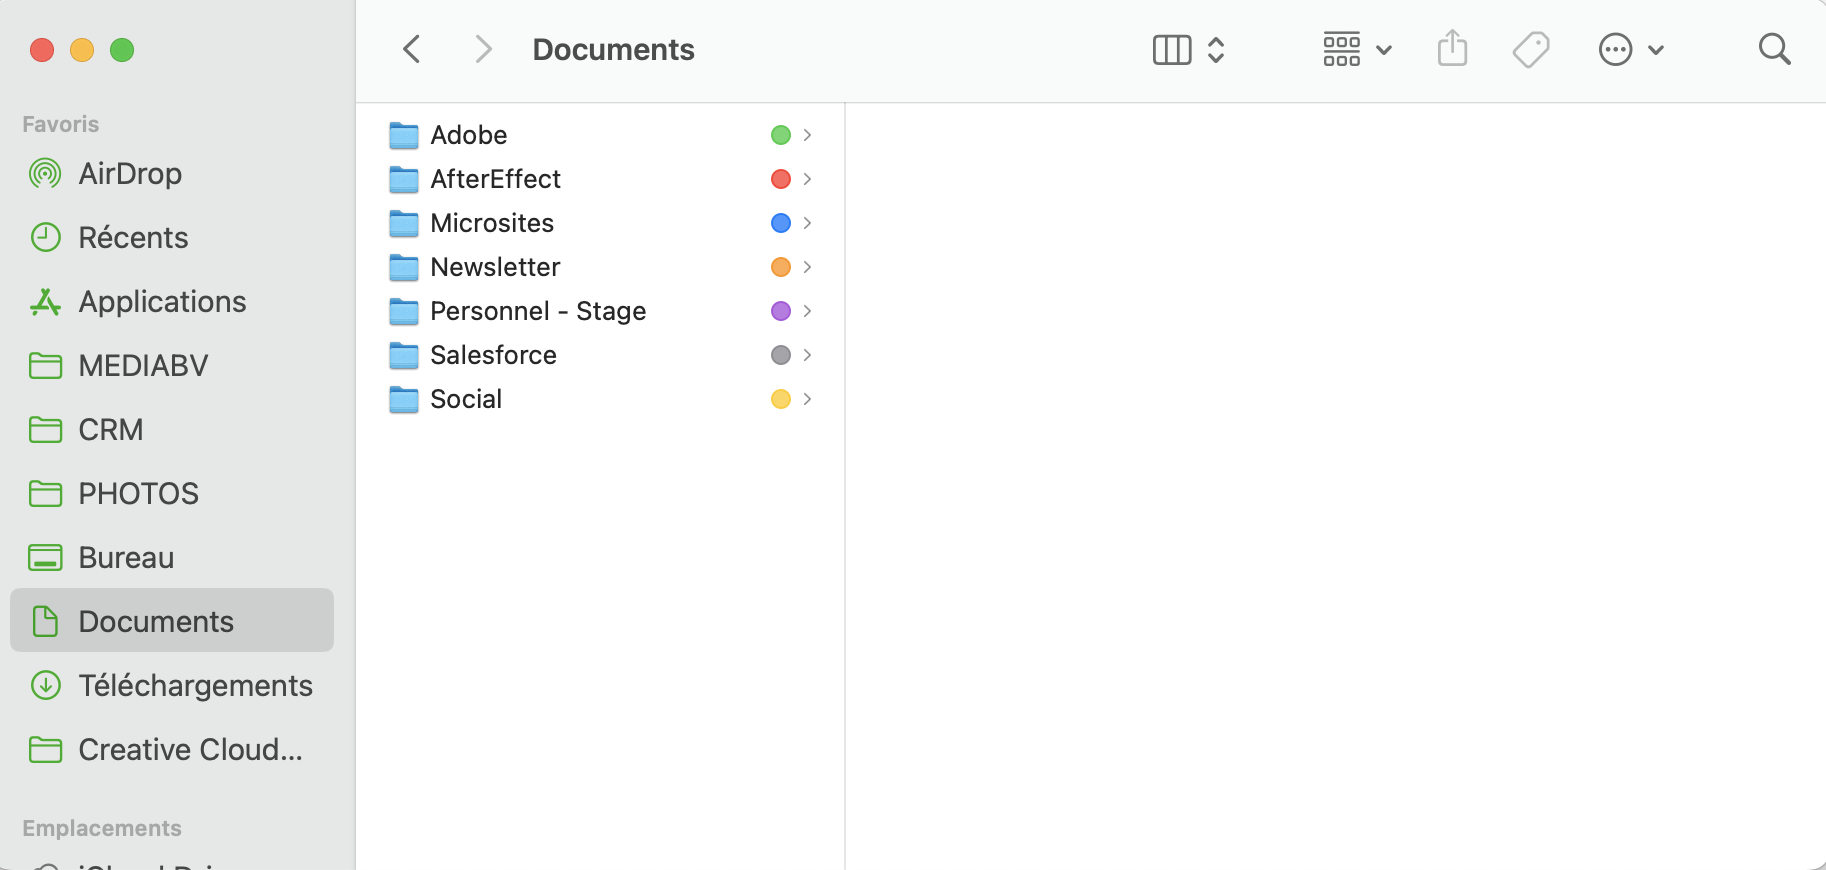 Documents
Favoris
AirDrop
Récents
Applications
MEDIABV
CRM
PHOTOS
Bureau
Documents
Téléchargements
Creative Cloud...
Emplacements
Adobe
AfterEffect
Microsites
Newsletter
Personnel - Stage
Salesforce
Social